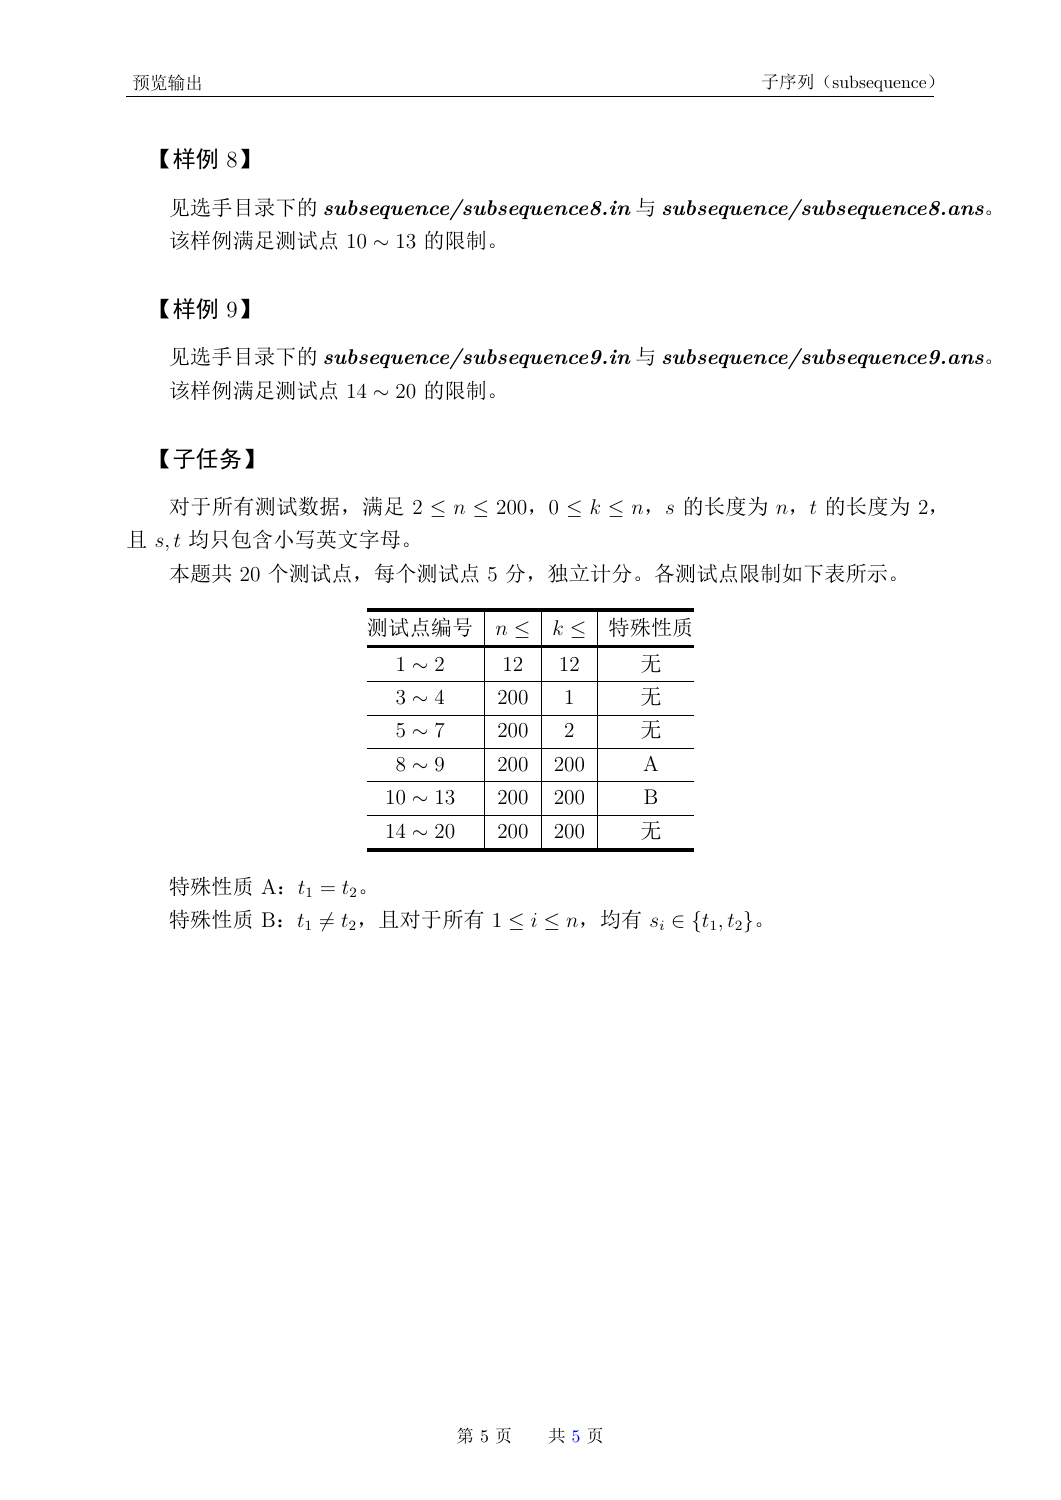 预览输出 子序列（subsequence）
【样例 8】
见选手目录下的 subsequence/subsequence8.in 与 subsequence/subsequence8.ans。
该样例满足测试点 10 ∼ 13 的限制。
【样例 9】
见选手目录下的 subsequence/subsequence9.in 与 subsequence/subsequence9.ans。
该样例满足测试点 14 ∼ 20 的限制。
【子任务】
对于所有测试数据，满足 2 ≤ n ≤ 200，0 ≤ k ≤ n，s 的长度为 n，t 的长度为 2，
且 s, t 均只包含小写英文字母。
本题共 20 个测试点，每个测试点 5 分，独立计分。各测试点限制如下表所示。
测试点编号 n ≤ k ≤ 特殊性质
1 ∼ 2 12 12 无
3 ∼ 4 200 1 无
5 ∼ 7 200 2 无
8 ∼ 9 200 200 A
10 ∼ 13 200 200 B
14 ∼ 20 200 200 无
特殊性质 A：t₁ = t₂。
特殊性质 B：t₁ ≠ t₂，且对于所有 1 ≤ i ≤ n，均有 sᵢ ∈ {t₁, t₂}。
第 5 页 共 5 页